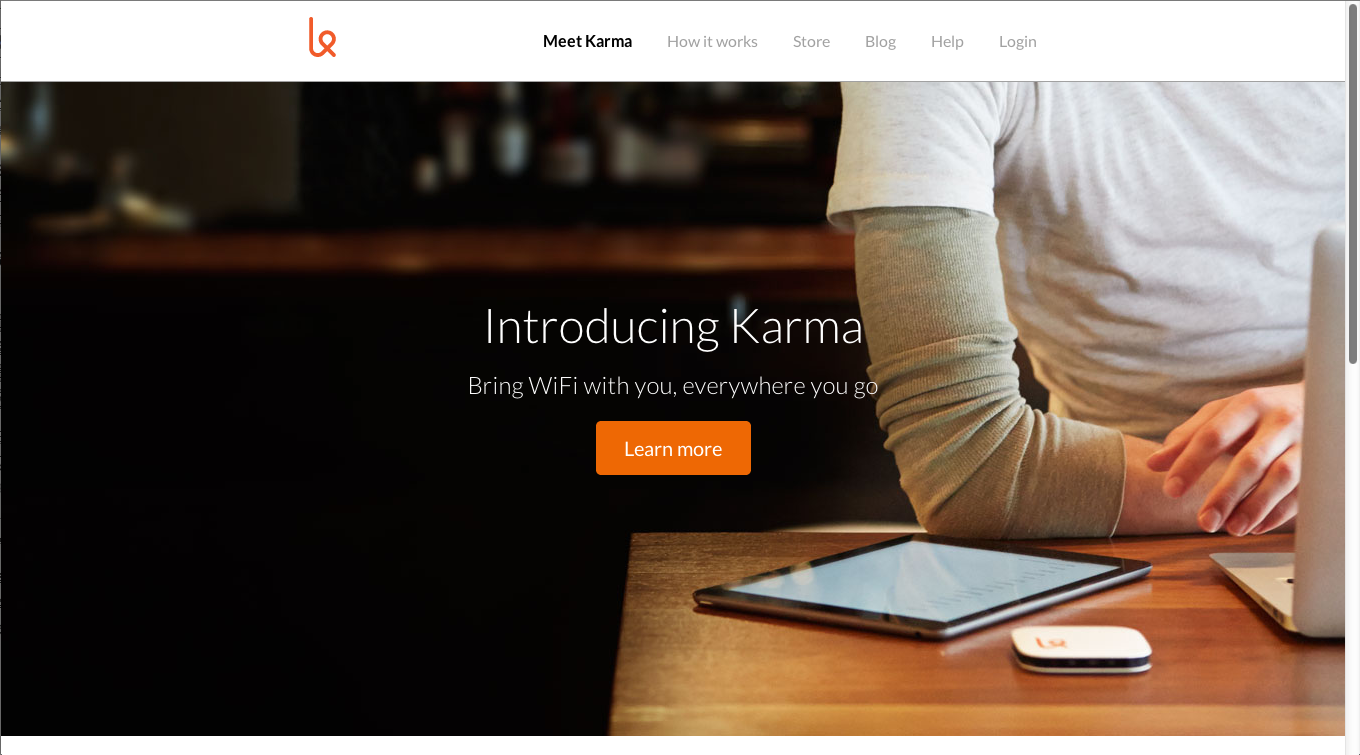 Meet Karma How it works Store Blog Help Login
Introducing Karma
Bring WiFi with you, everywhere you go
Learn more